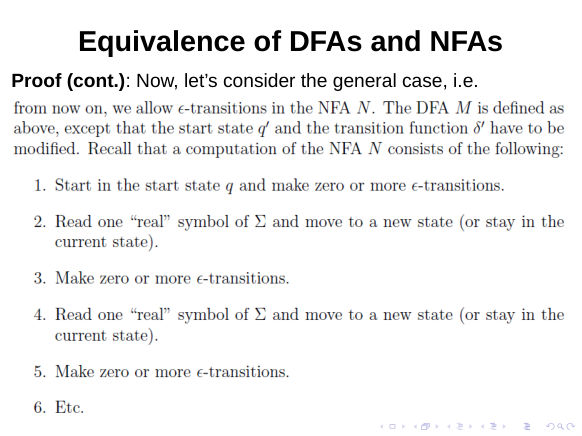 Equivalence of DFAs and NFAs
Proof (cont.): Now, let's consider the general case, i.e.
from now on, we allow ϵ-transitions in the NFA N. The DFA M is defined as
above, except that the start state q′ and the transition function δ′ have to be
modified. Recall that a computation of the NFA N consists of the following:
1. Start in the start state q and make zero or more ϵ-transitions.
2. Read one “real” symbol of Σ and move to a new state (or stay in the
current state).
3. Make zero or more ϵ-transitions.
4. Read one “real” symbol of Σ and move to a new state (or stay in the
current state).
5. Make zero or more ϵ-transitions.
6. Etc.